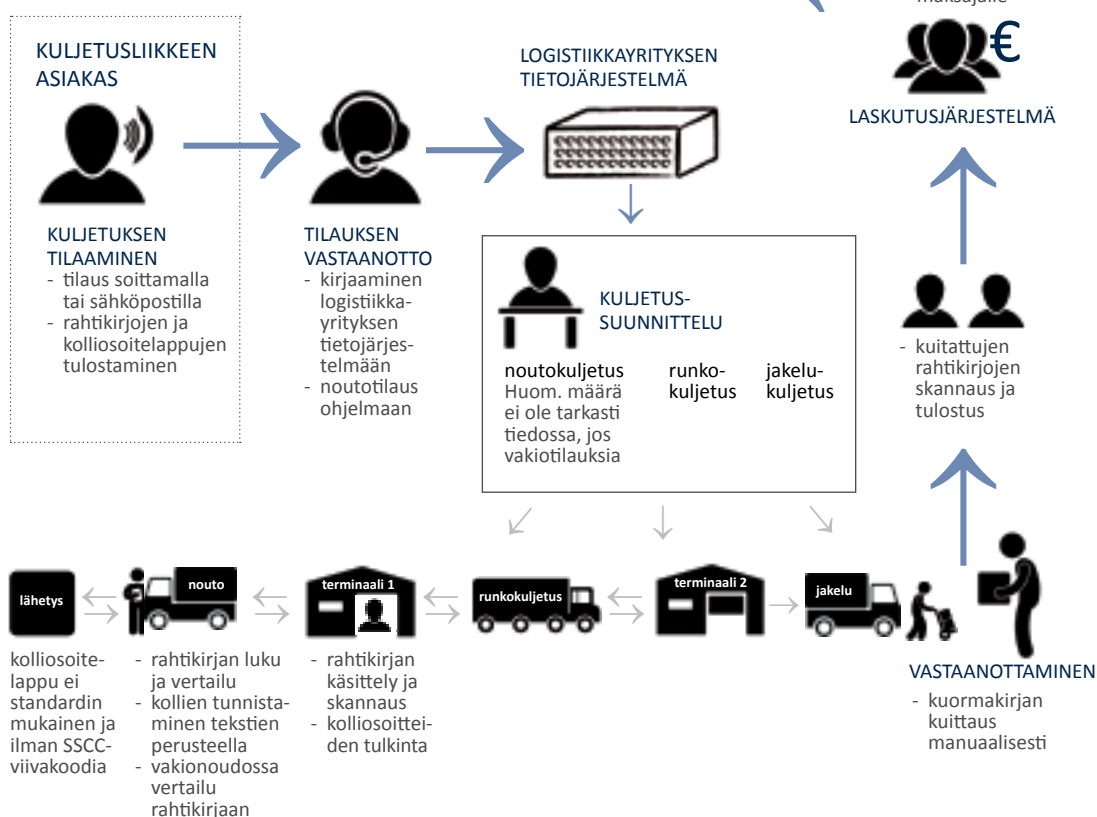 maksajalle
€
LASKUTUSJÄRJESTELMÄ
KULJETUSLIIKKEEN
ASIAKAS
LOGISTIIKKAYRITYKSEN
TIETOJÄRJESTELMÄ
KULJETUKSEN
TILAAMINEN
- tilaus soittamalla
tai sähköpostilla
- rahtikirjojen ja
kolliosoitelappujen
tulostaminen
TILAUKSEN
VASTAANOTTO
- kirjaaminen
logistiikka-
yrityksen
tietojärjes-
telmään
- noutotilaus
ohjelmaan
KULJETUS-
SUUNNITTELU
noutokuljetus
Huom. määrä
ei ole tarkasti
tiedossa, jos
vakiotilauksia
runko-
kuljetus
jakelu-
kuljetus
- kuitattujen
rahtikirjojen
skannaus ja
tulostus
lähetys
nouto
terminaali 1
runkokuljetus
terminaali 2
jakelu
kolliosoite-
lappu ei
standardin
mukainen ja
ilman SSCC-
viivakoodia
- rahtikirjan luku
ja vertailu
- kollien tunnista-
minen tekstien
perusteella
- vakionoudossa
vertailu
rahtikirjaan
- rahtikirjan
käsittely ja
skannaus
- kolliosoittei-
den tulkinta
VASTAANOTTAMINEN
- kuormakirjan
kuittaus
manuaalisesti